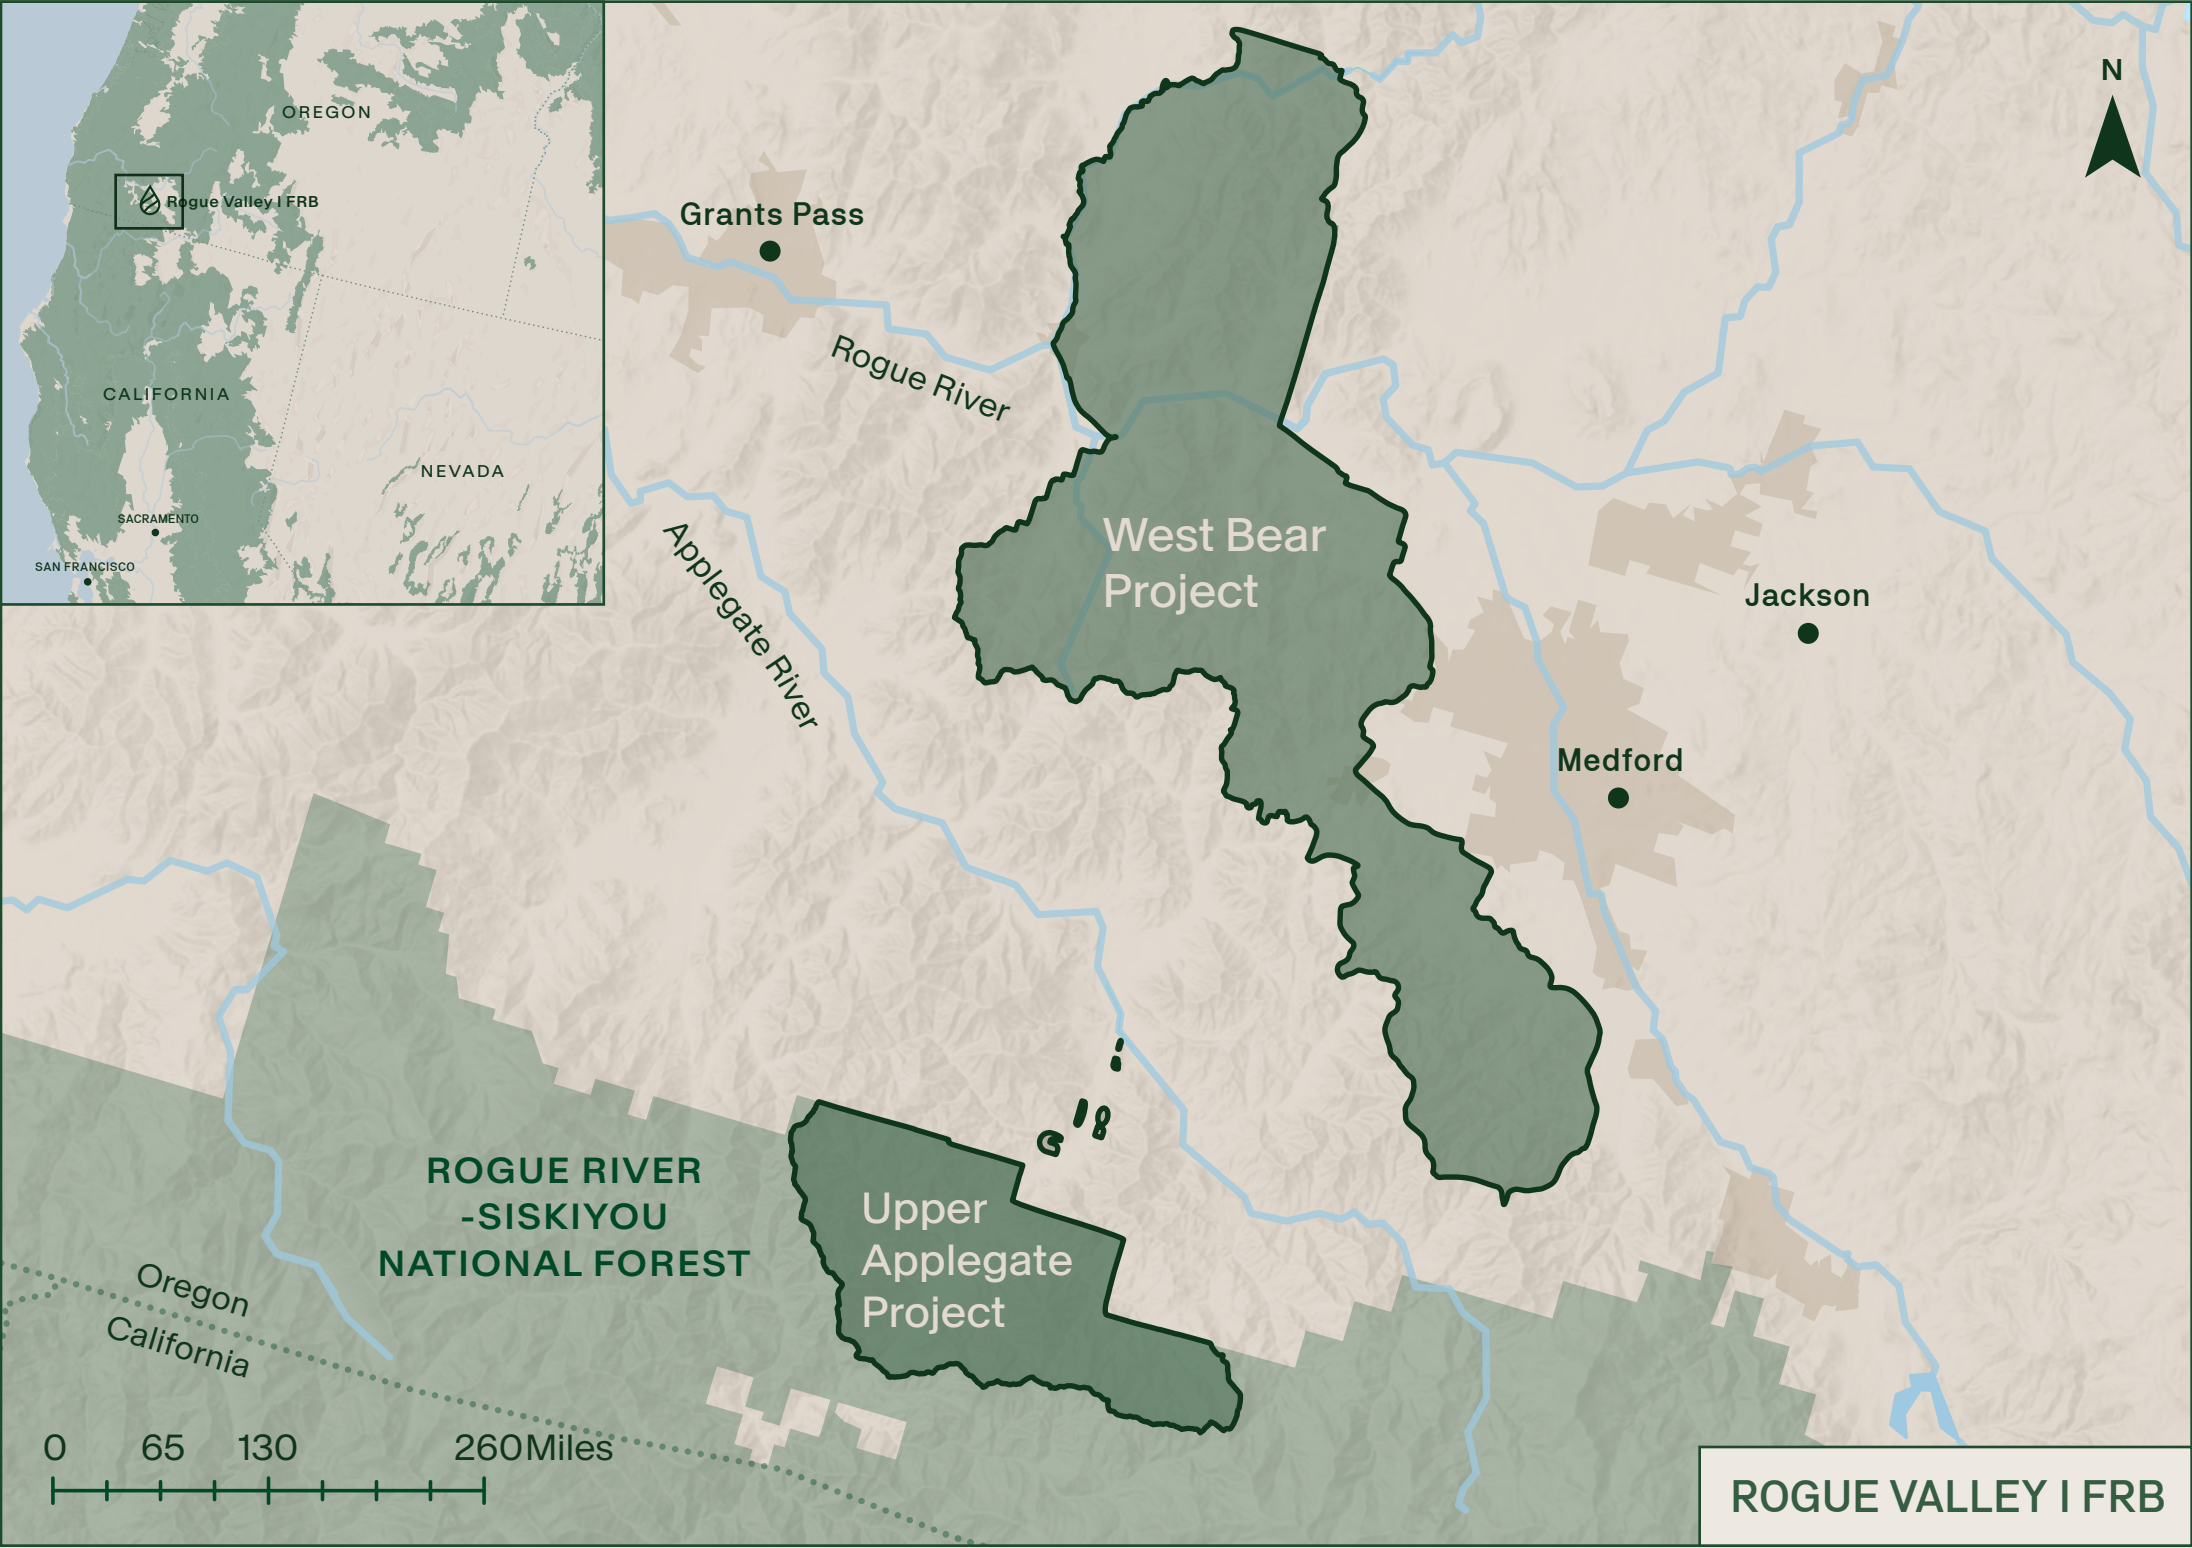 OREGON
Rogue Valley I FRB
CALIFORNIA
NEVADA
SACRAMENTO
SAN FRANCISCO
N
Grants Pass
Rogue River
Applegate River
West Bear
Project
Jackson
Medford
ROGUE RIVER
-SISKIYOU
NATIONAL FOREST
Upper
Applegate
Project
Oregon
California
0 65 130 260Miles
ROGUE VALLEY I FRB